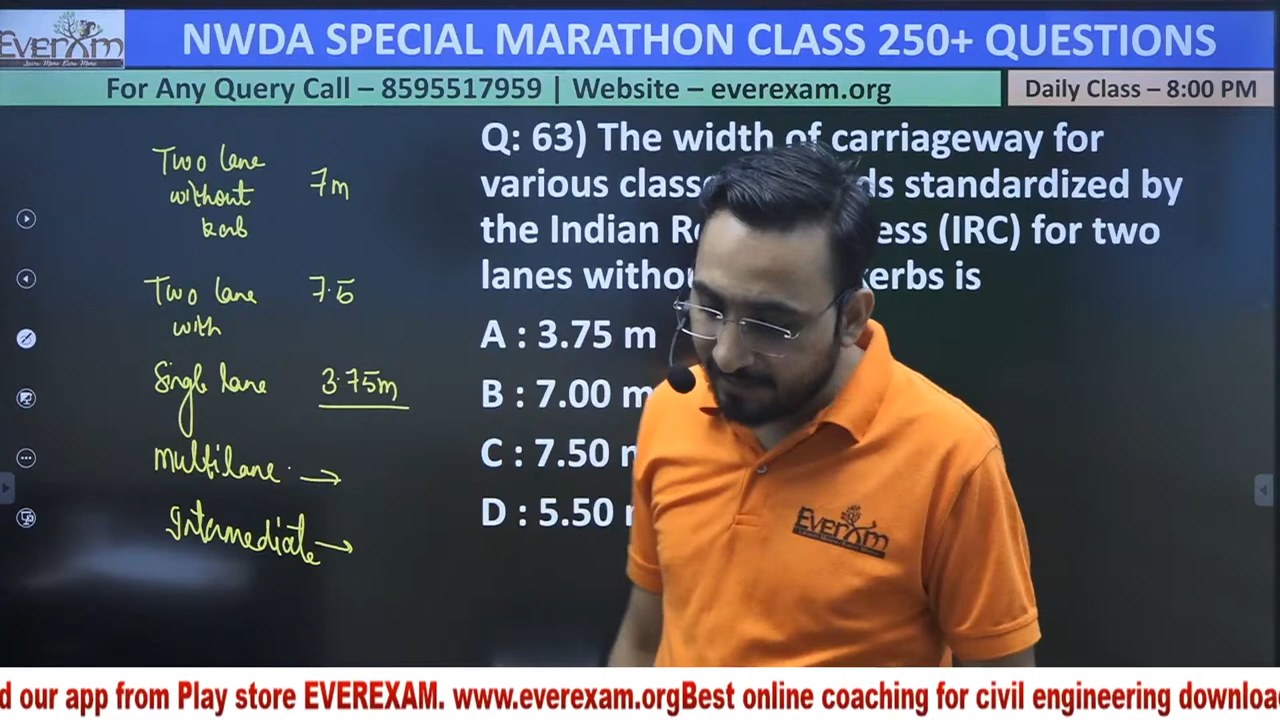 EVEREXAM
NWDA SPECIAL MARATHON CLASS 250+ QUESTIONS
For Any Query Call – 8595517959 | Website – everexam.org
Daily Class – 8:00 PM
Two lane
without
kerb
7m
Two lane
with
7.5
Single lane 3.75m
multilane
Intermediate
Q: 63) The width of carriageway for
various ds standardized by
the Indian ess (IRC) for two
lanes kerbs is
A : 3.75 m
B : 7.00 m
C : 7.50
D : 5.50
EVEREXAM
d our app from Play store EVEREXAM. www.everexam.orgBest online coaching for civil engineering downloa